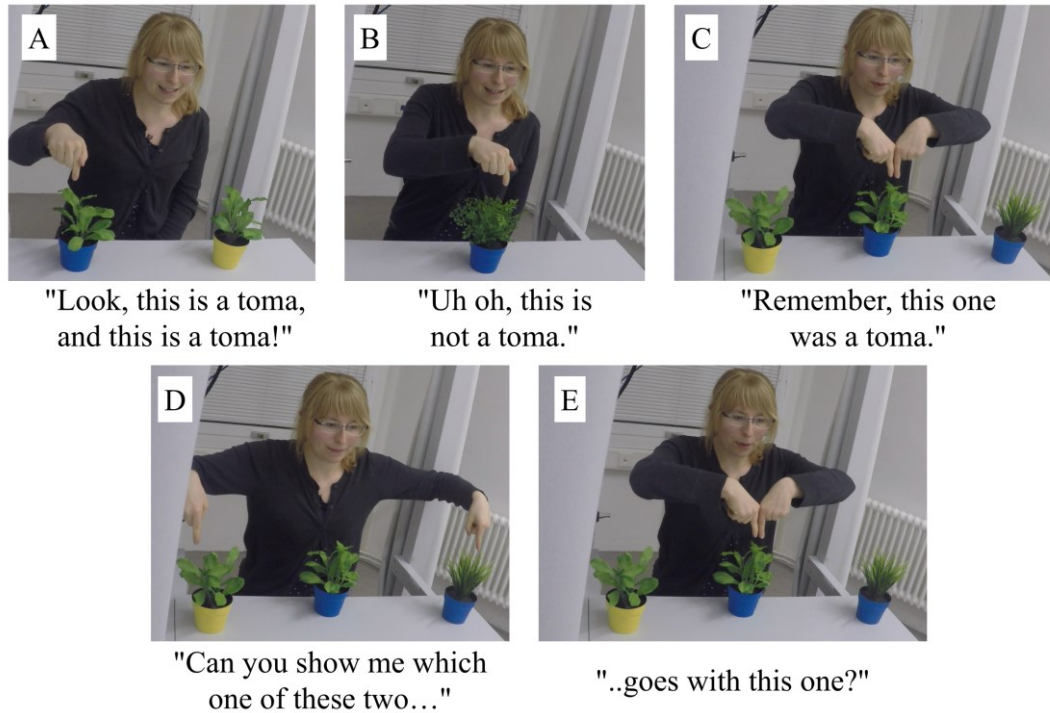 A
B
C
"Look, this is a toma,
and this is a toma!"
"Uh oh, this is
not a toma."
"Remember, this one
was a toma."
D
E
"Can you show me which
one of these two…"
"..goes with this one?"